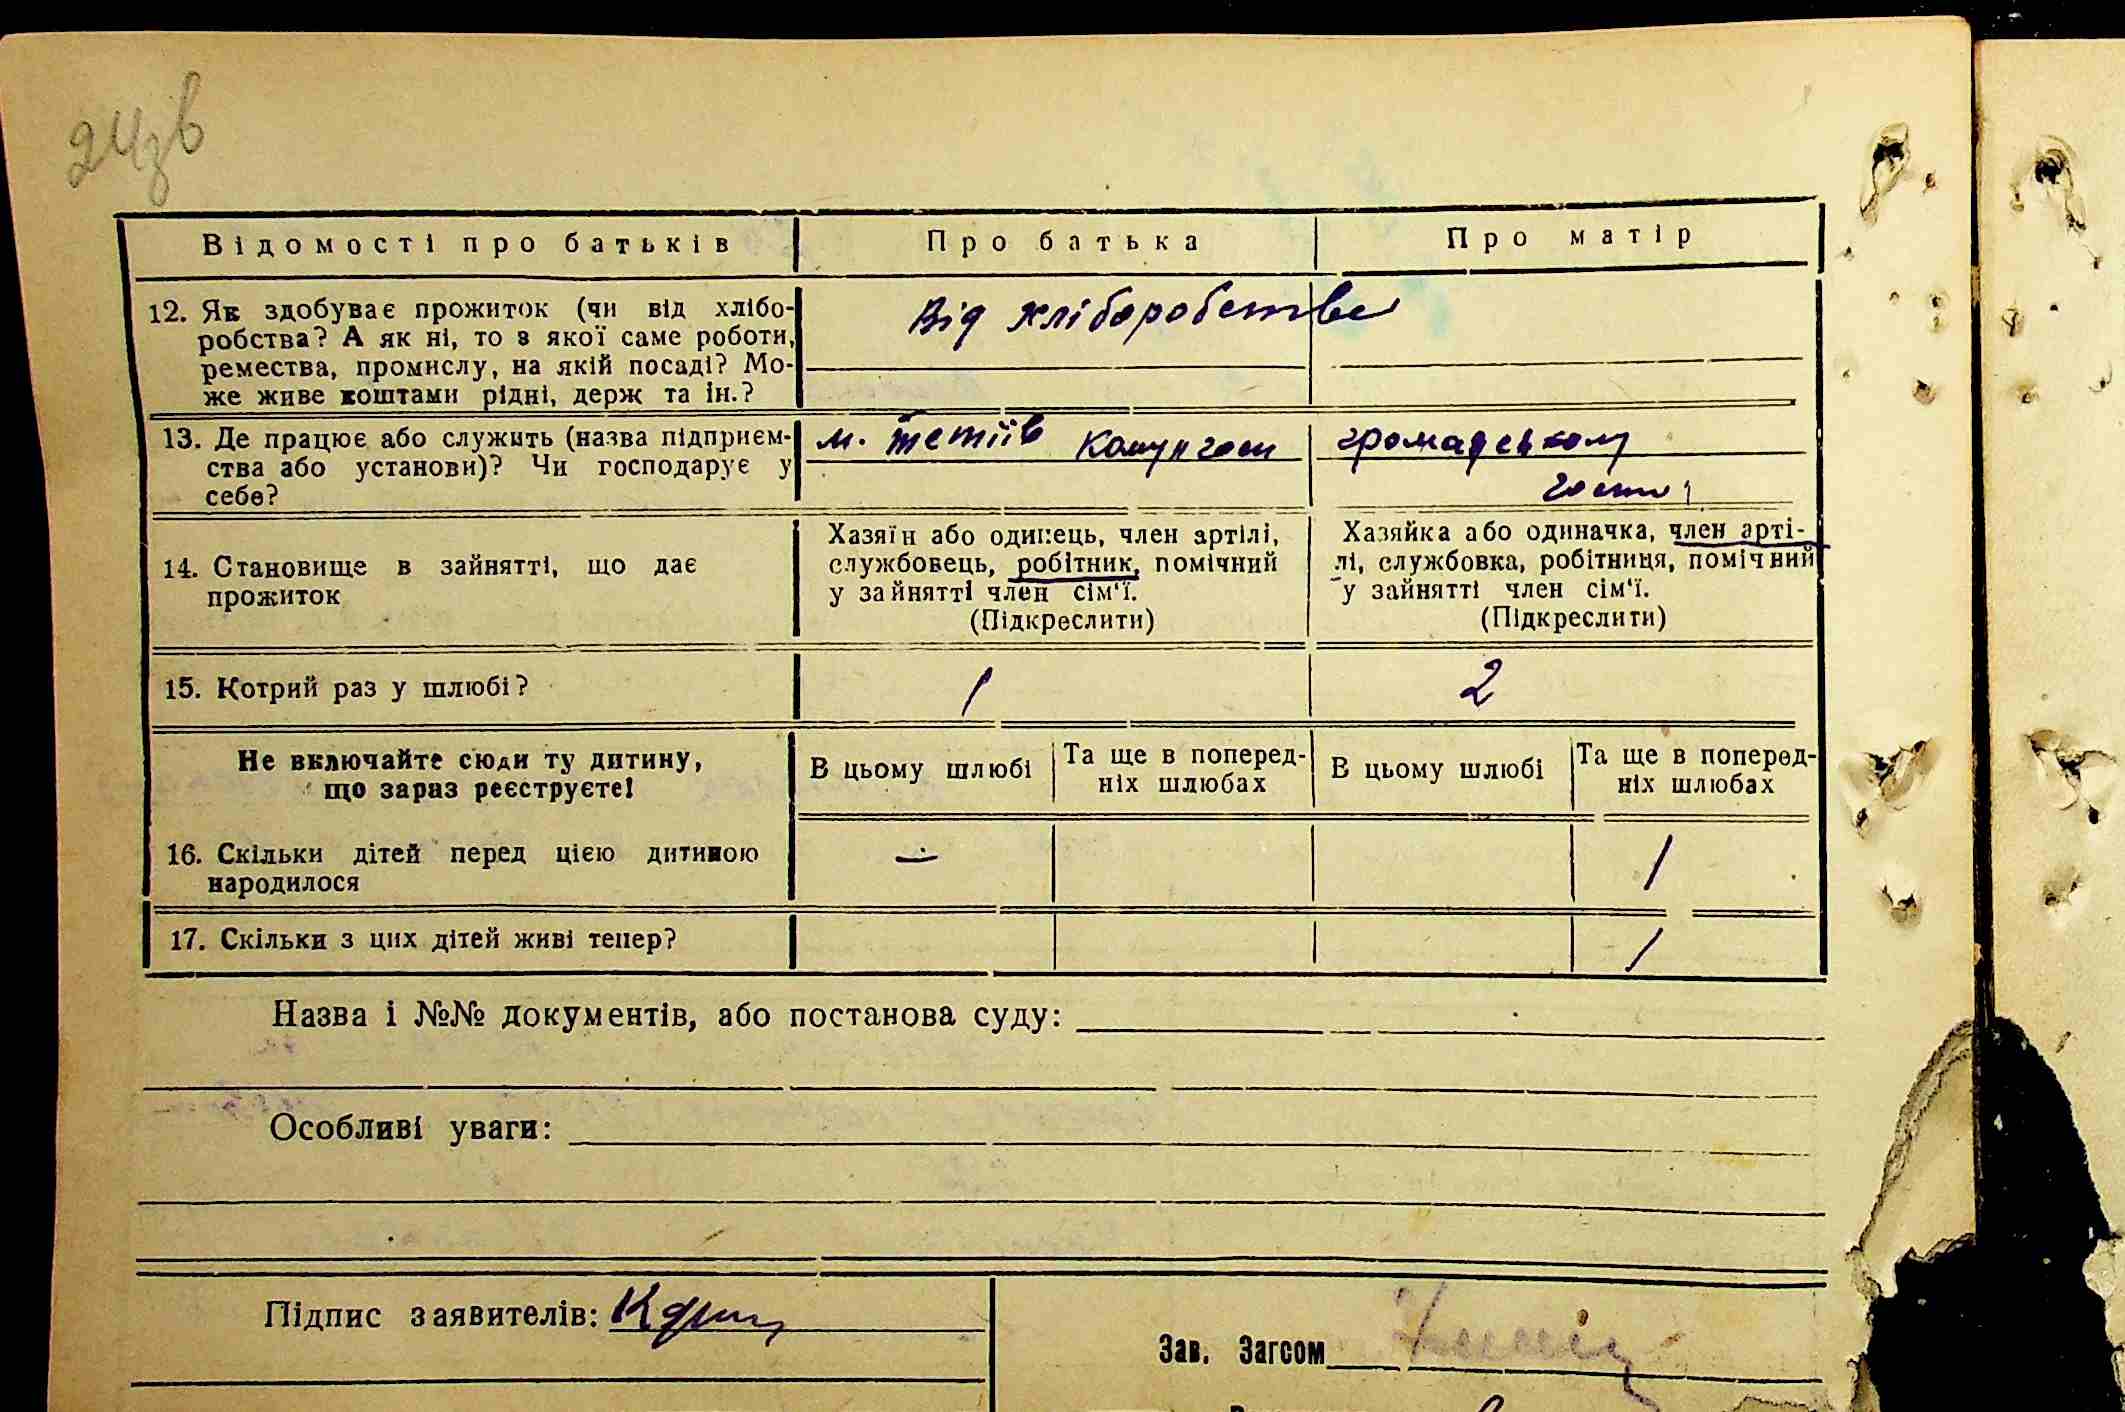 24зв
Відомості про батьків Про батька Про матір
12. Як здобуває прожиток (чи від хлібо-
робства? А як ні, то з якої саме роботи,
ремества, промислу, на якій посаді? Мо-
же живе коштами рідні, держ та ін.?
Від хліборобства
13. Де працює або служить (назва підприєм-
ства або установи)? Чи господарує у
себе?
м. Тетіїв Комунгосп
громадському
госп.
14. Становище в зайнятті, що дає
прожиток
Хазяїн або одинець, член артілі,
службовець, робітник, помічний
у зайнятті член сім'ї.
(Підкреслити)
Хазяйка або одиначка, член арті-
лі, службовка, робітниця, помічний
у зайнятті член сім'ї.
(Підкреслити)
15. Котрий раз у шлюбі? 1 2
Не включайте сюди ту дитину,
що зараз реєструєте!
В цьому шлюбі
Та ще в поперед-
ніх шлюбах
В цьому шлюбі
Та ще в поперед-
ніх шлюбах
16. Скільки дітей перед цією дитиною
народилося
— 1
17. Скільки з цих дітей живі тепер? 1
Назва і №№ документів, або постанова суду:
Особливі уваги:
Підпис заявителів:
Зав. Загсом